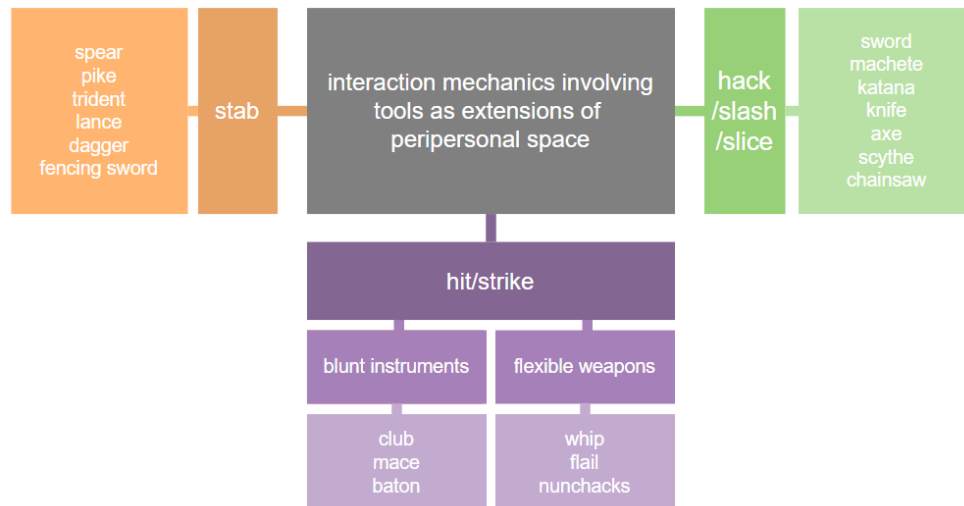 spear
pike
trident
lance
dagger
fencing sword
stab
interaction mechanics involving
tools as extensions of
peripersonal space
hack
/slash
/slice
sword
machete
katana
knife
axe
scythe
chainsaw
hit/strike
blunt instruments
flexible weapons
club
mace
baton
whip
flail
nunchacks